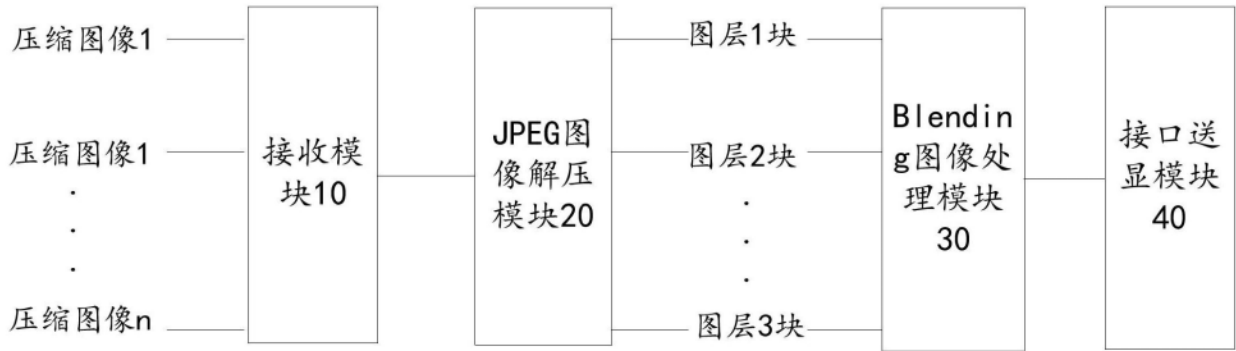 压缩图像1
压缩图像1
.
.
.
压缩图像n
接收模
块10
JPEG图
像解压
模块20
图层1块
图层2块
.
.
.
图层3块
Blendin
g图像处
理模块
30
接口送
显模块
40